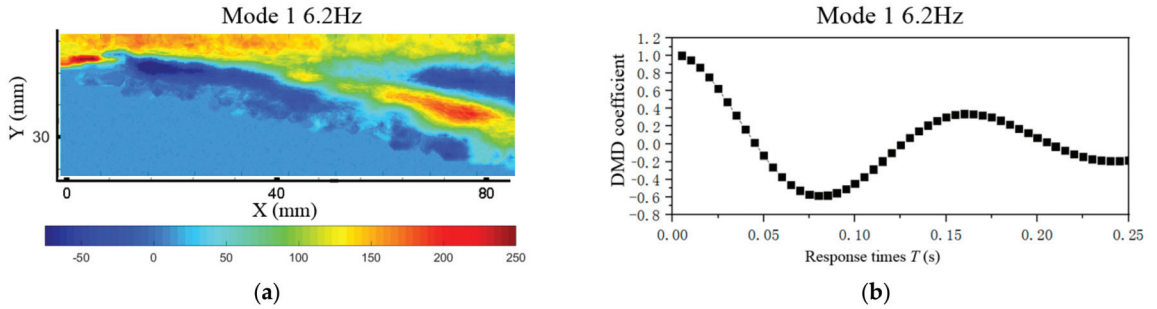 Mode 1 6.2Hz
Y (mm)
30
0 40 80
X (mm)
-50 0 50 100 150 200 250
(a)
Mode 1 6.2Hz
DMD coefficient
1.2
1.0
0.8
0.6
0.4
0.2
0.0
-0.2
-0.4
-0.6
-0.8
0.00 0.05 0.10 0.15 0.20 0.25
Response times T (s)
(b)